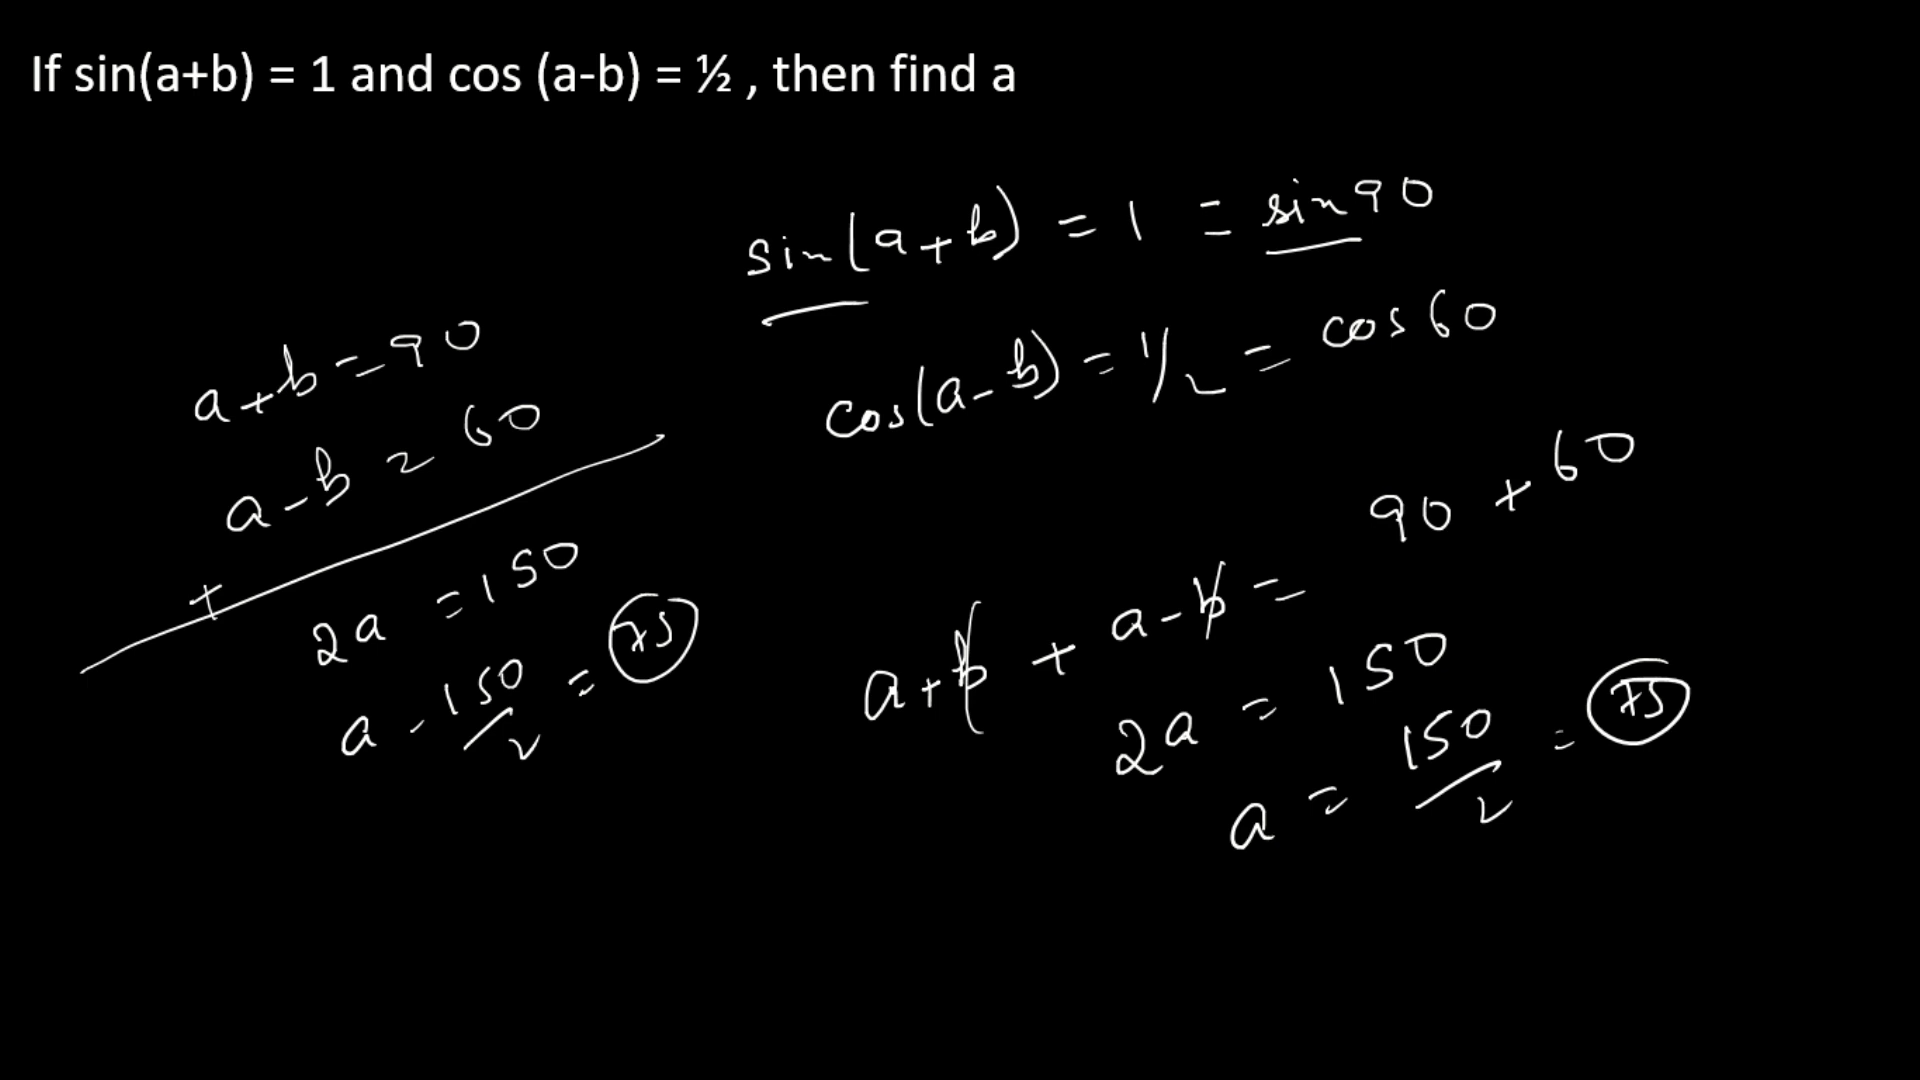 If sin(a+b) = 1 and cos (a-b) = ½ , then find a
sin(a+b) = 1 = sin90
cos(a-b) = 1/2 = cos60
a+b = 90
a-b = 60
+
2a = 150
a - 150/2 = 75
a+b + a-b = 90 + 60
2a = 150
a = 150/2 = 75